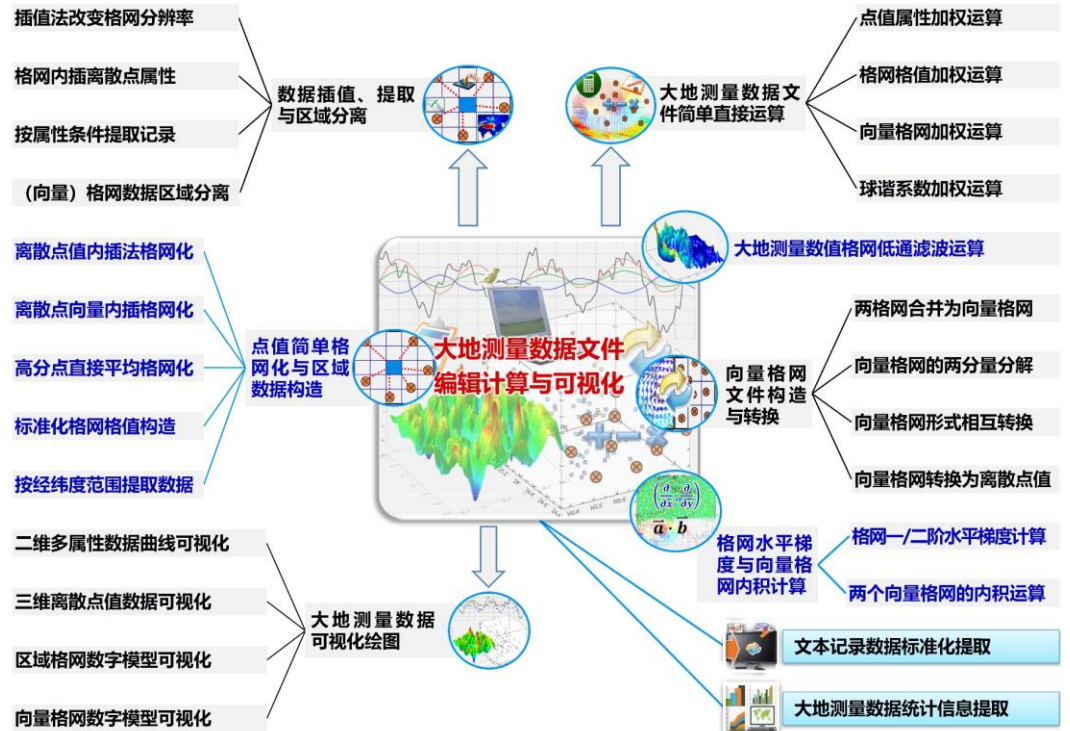 插值法改变格网分辨率
格网内插离散点属性
按属性条件提取记录
（向量）格网数据区域分离
数据插值、提取
与区域分离
大地测量数据文
件简单直接运算
点值属性加权运算
格网格值加权运算
向量格网加权运算
球谐系数加权运算
大地测量数值格网低通滤波运算
离散点值内插法格网化
离散点向量内插格网化
高分点直接平均格网化
标准化格网格值构造
按经纬度范围提取数据
点值简单格
网化与区域
数据构造
大地测量数据文件
编辑计算与可视化
向量格网
文件构造
与转换
两格网合并为向量格网
向量格网的两分量分解
向量格网形式相互转换
向量格网转换为离散点值
(∂/∂x, ∂/∂y)
a⃗·b⃗
格网水平梯
度与向量格
网内积计算
格网一/二阶水平梯度计算
两个向量格网的内积运算
二维多属性数据曲线可视化
三维离散点值数据可视化
区域格网数字模型可视化
向量格网数字模型可视化
大地测量数据
可视化绘图
文本记录数据标准化提取
大地测量数据统计信息提取